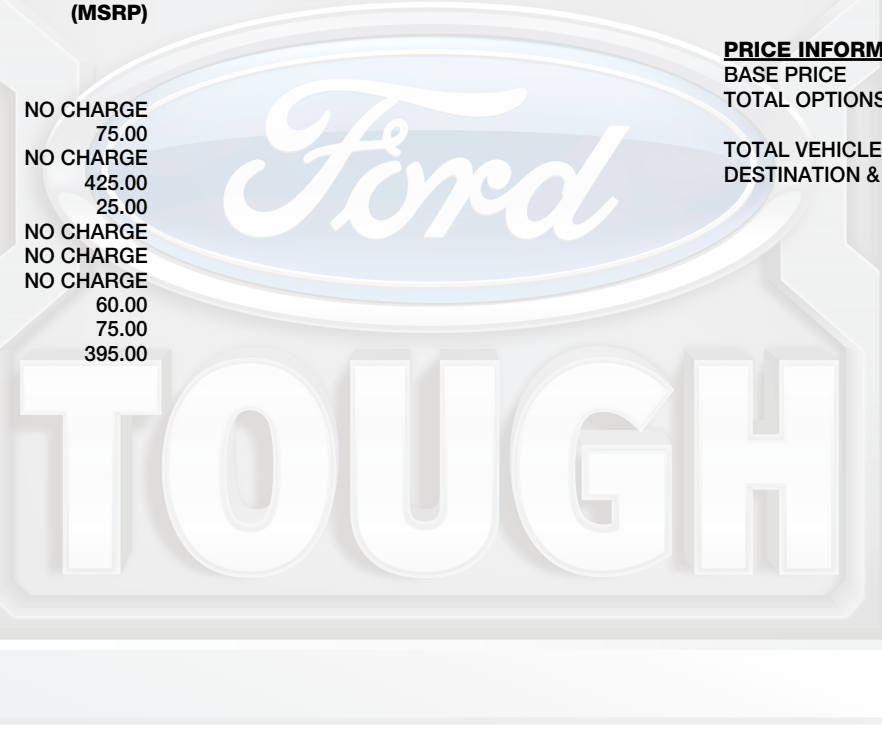 (MSRP)
NO CHARGE
75.00
NO CHARGE
425.00
25.00
NO CHARGE
NO CHARGE
NO CHARGE
60.00
75.00
395.00
PRICE INFORM
BASE PRICE
TOTAL OPTIONS
TOTAL VEHICLE
DESTINATION &
Ford
TOUGH